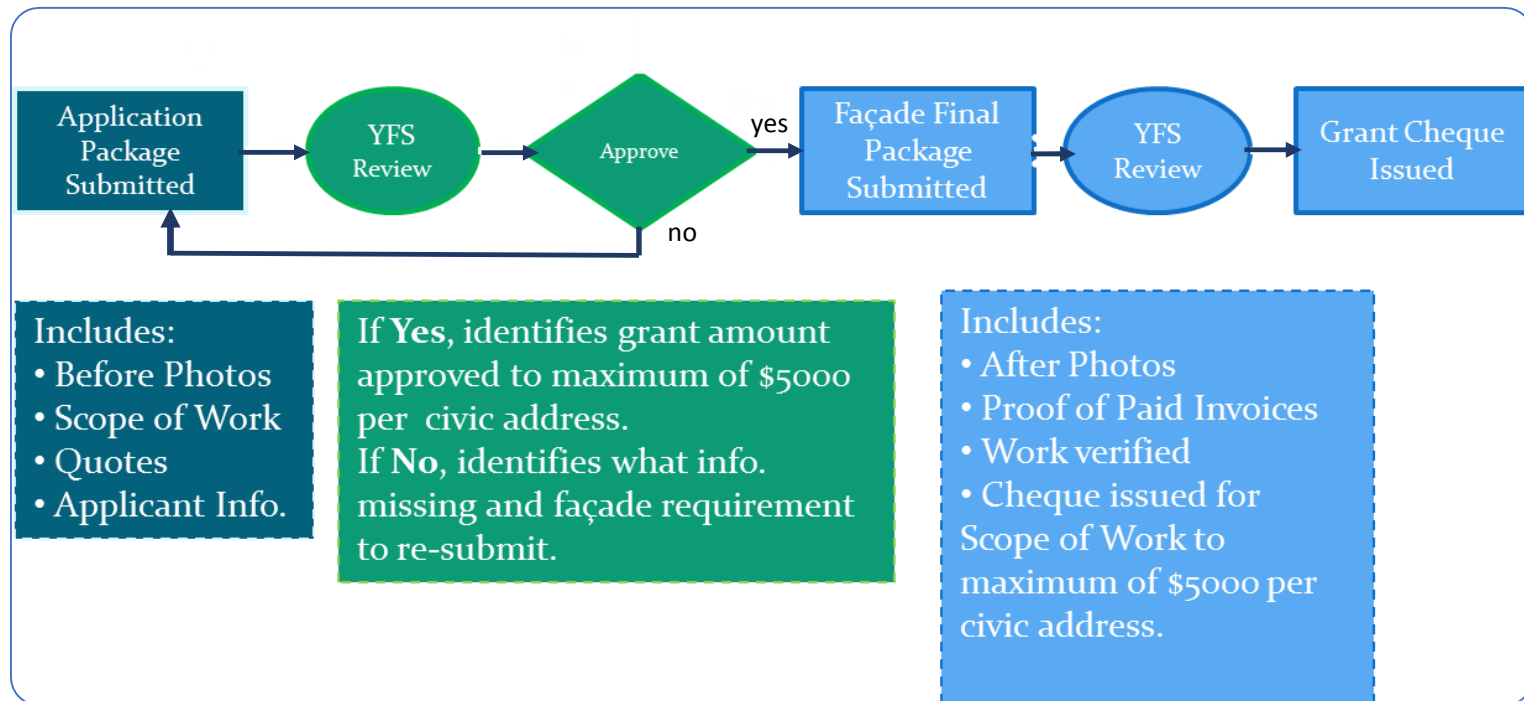 Application
Package
Submitted
YFS
Review
Approve
yes
no
Façade Final
Package
Submitted
YFS
Review
Grant Cheque
Issued
Includes:
• Before Photos
• Scope of Work
• Quotes
• Applicant Info.
If Yes, identifies grant amount
approved to maximum of $5000
per civic address.
If No, identifies what info.
missing and façade requirement
to re-submit.
Includes:
• After Photos
• Proof of Paid Invoices
• Work verified
• Cheque issued for
Scope of Work to
maximum of $5000 per
civic address.